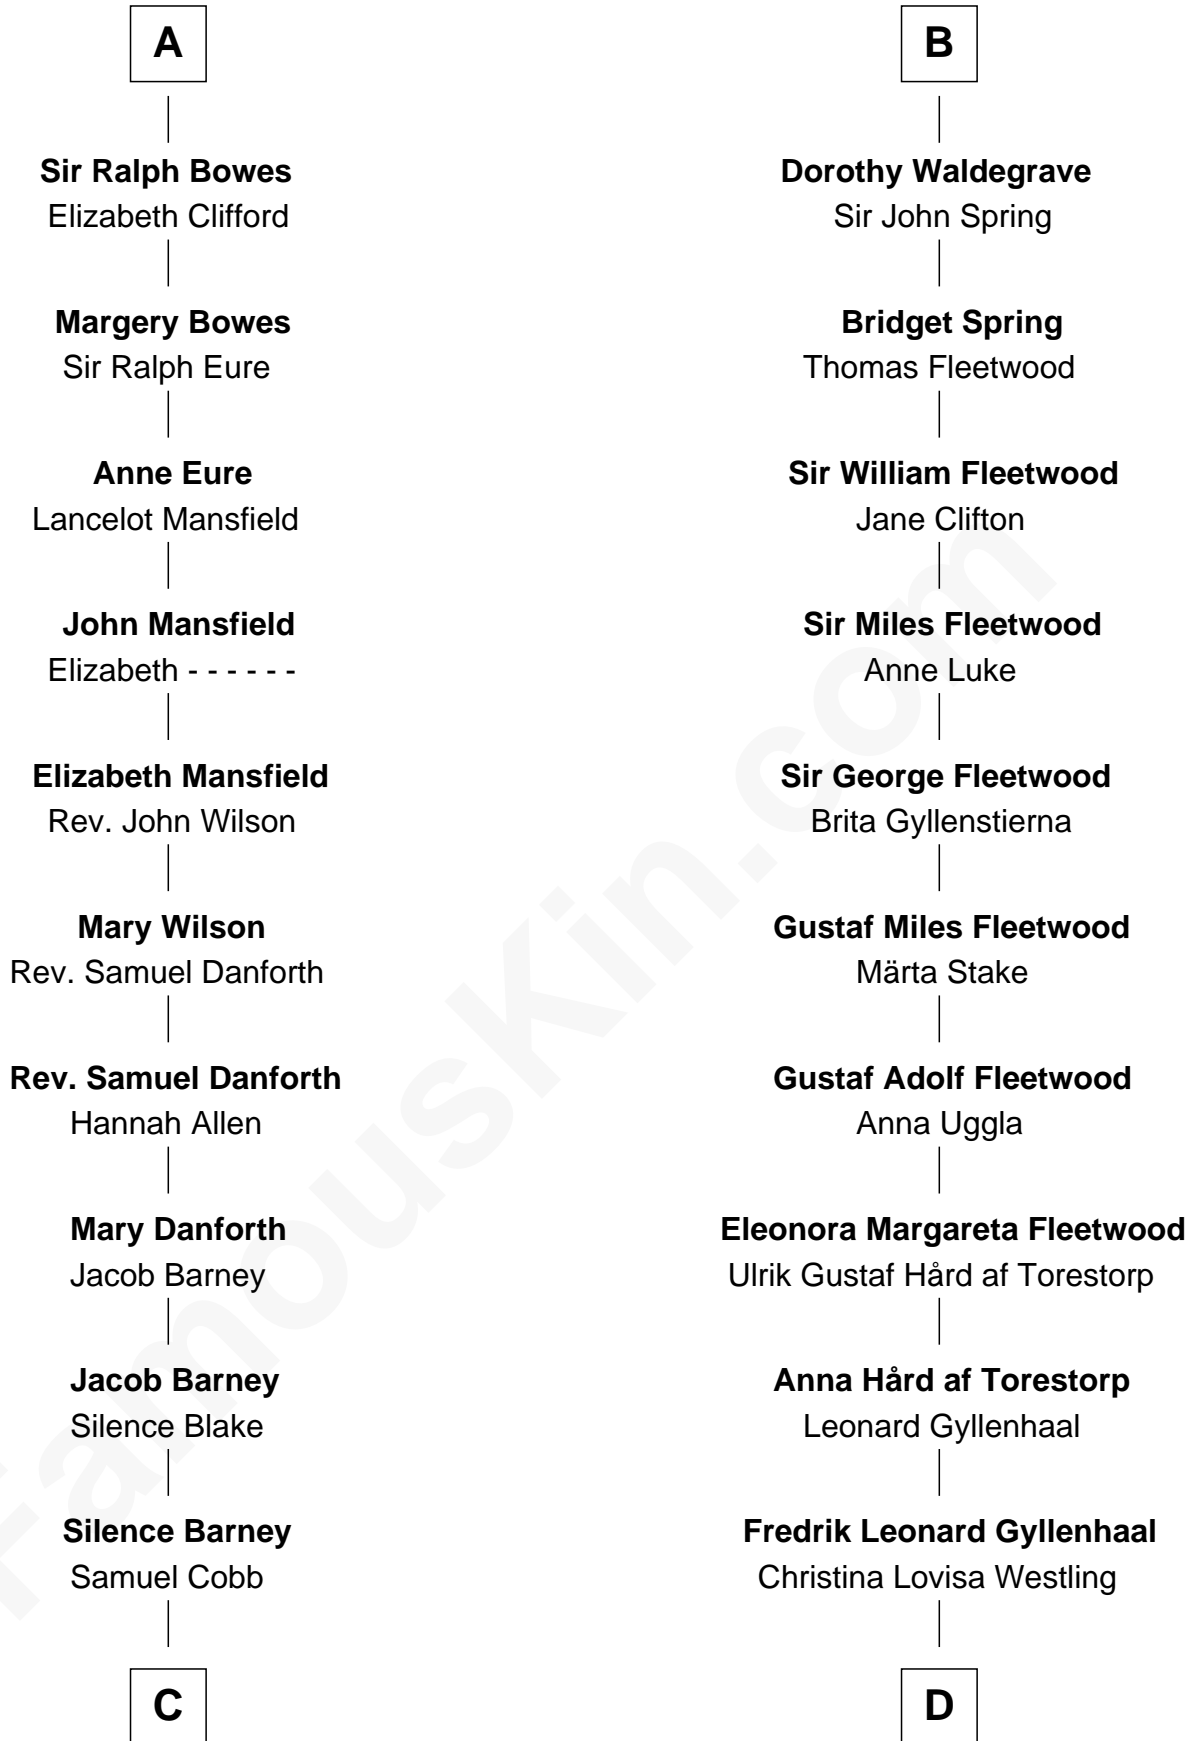 A
Sir Ralph Bowes
Elizabeth Clifford
Margery Bowes
Sir Ralph Eure
Anne Eure
Lancelot Mansfield
John Mansfield
Elizabeth - - - - - -
Elizabeth Mansfield
Rev. John Wilson
Mary Wilson
Rev. Samuel Danforth
Rev. Samuel Danforth
Hannah Allen
Mary Danforth
Jacob Barney
Jacob Barney
Silence Blake
Silence Barney
Samuel Cobb
C
B
Dorothy Waldegrave
Sir John Spring
Bridget Spring
Thomas Fleetwood
Sir William Fleetwood
Jane Clifton
Sir Miles Fleetwood
Anne Luke
Sir George Fleetwood
Brita Gyllenstierna
Gustaf Miles Fleetwood
Märta Stake
Gustaf Adolf Fleetwood
Anna Uggla
Eleonora Margareta Fleetwood
Ulrik Gustaf Hård af Torestorp
Anna Hård af Torestorp
Leonard Gyllenhaal
Fredrik Leonard Gyllenhaal
Christina Lovisa Westling
D
FamousKin.com